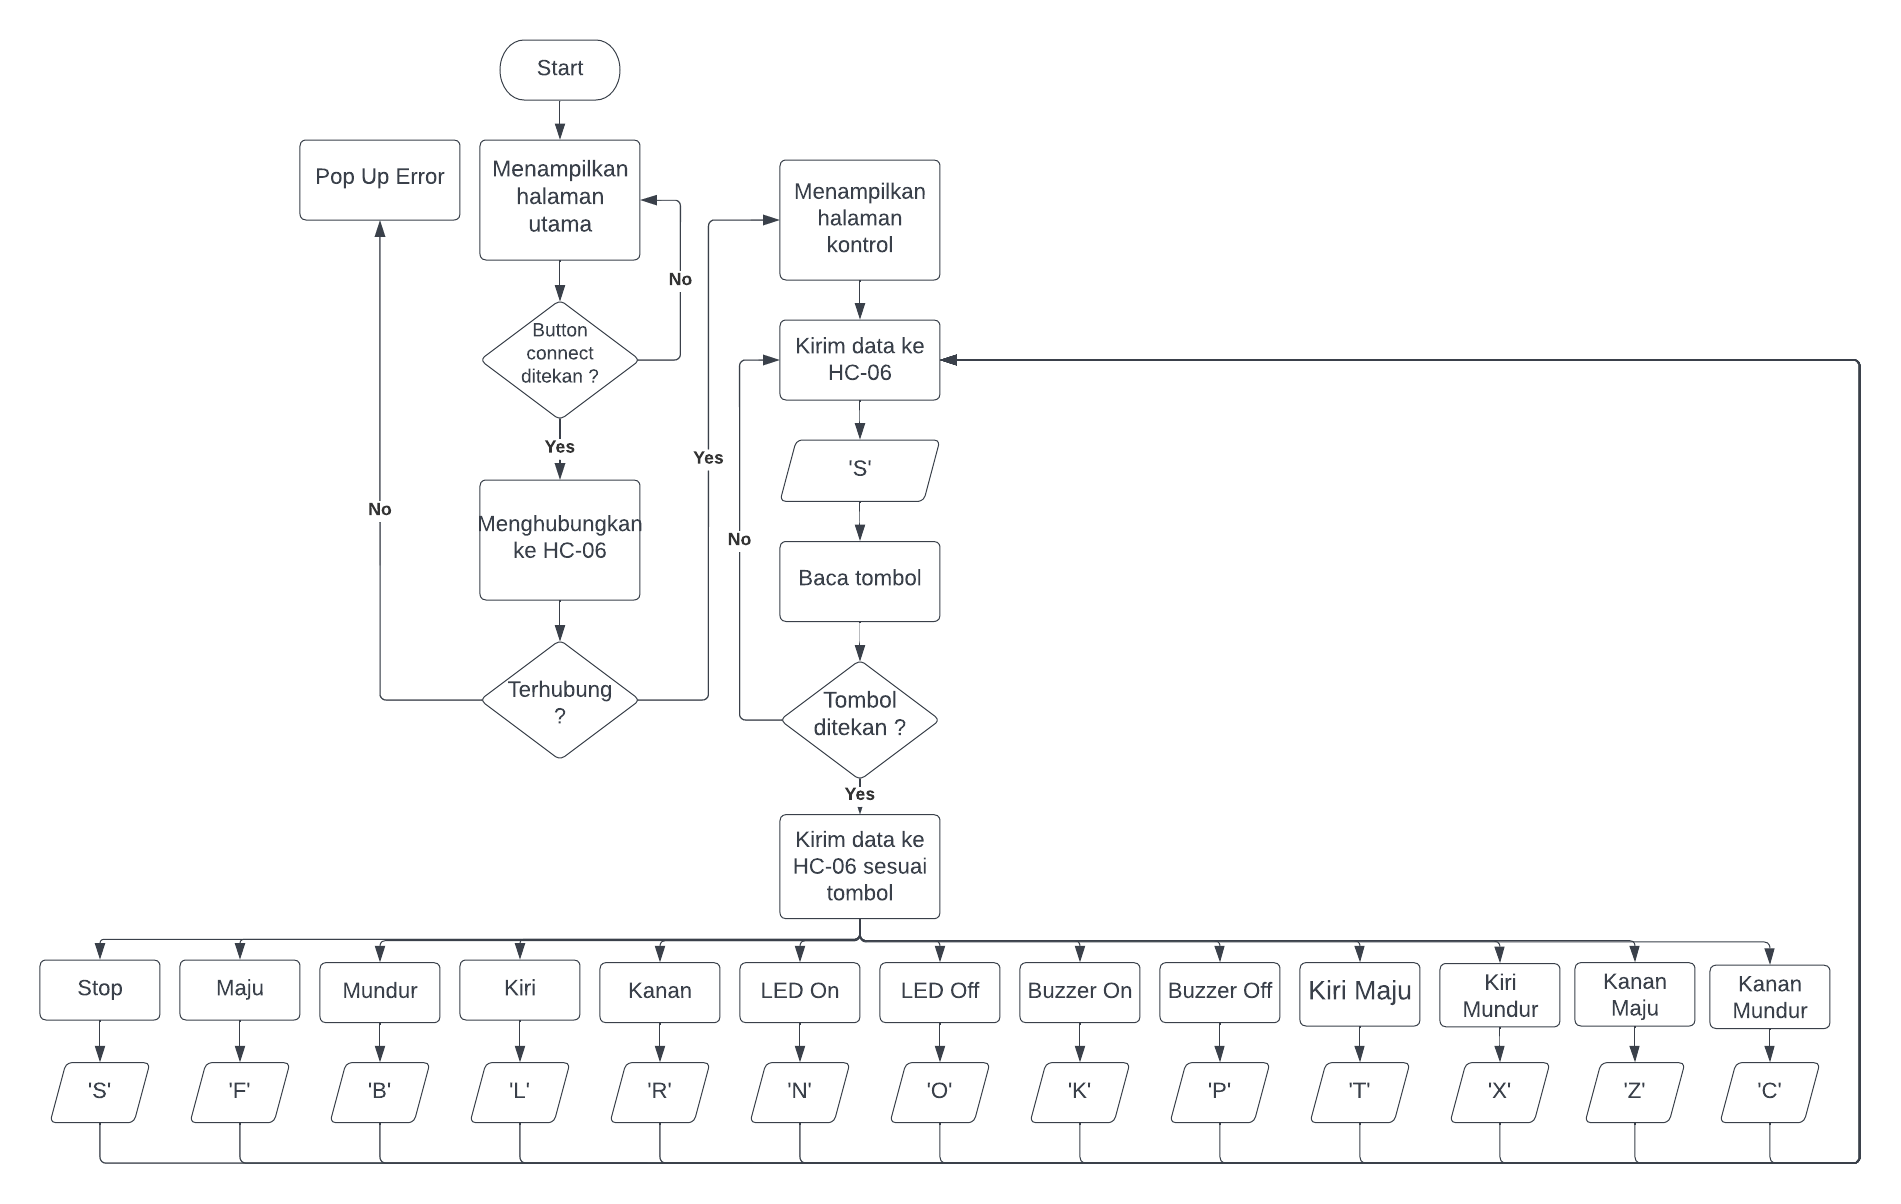 Start
Pop Up Error
Menampilkan
halaman
utama
No
Button
connect
ditekan ?
Yes
Menghubungkan
ke HC-06
Terhubung
?
No
Yes
Menampilkan
halaman
kontrol
Kirim data ke
HC-06
'S'
Baca tombol
No
Tombol
ditekan ?
Yes
Kirim data ke
HC-06 sesuai
tombol
Stop
Maju
Mundur
Kiri
Kanan
LED On
LED Off
Buzzer On
Buzzer Off
Kiri Maju
Kiri
Mundur
Kanan
Maju
Kanan
Mundur
'S'
'F'
'B'
'L'
'R'
'N'
'O'
'K'
'P'
'T'
'X'
'Z'
'C'